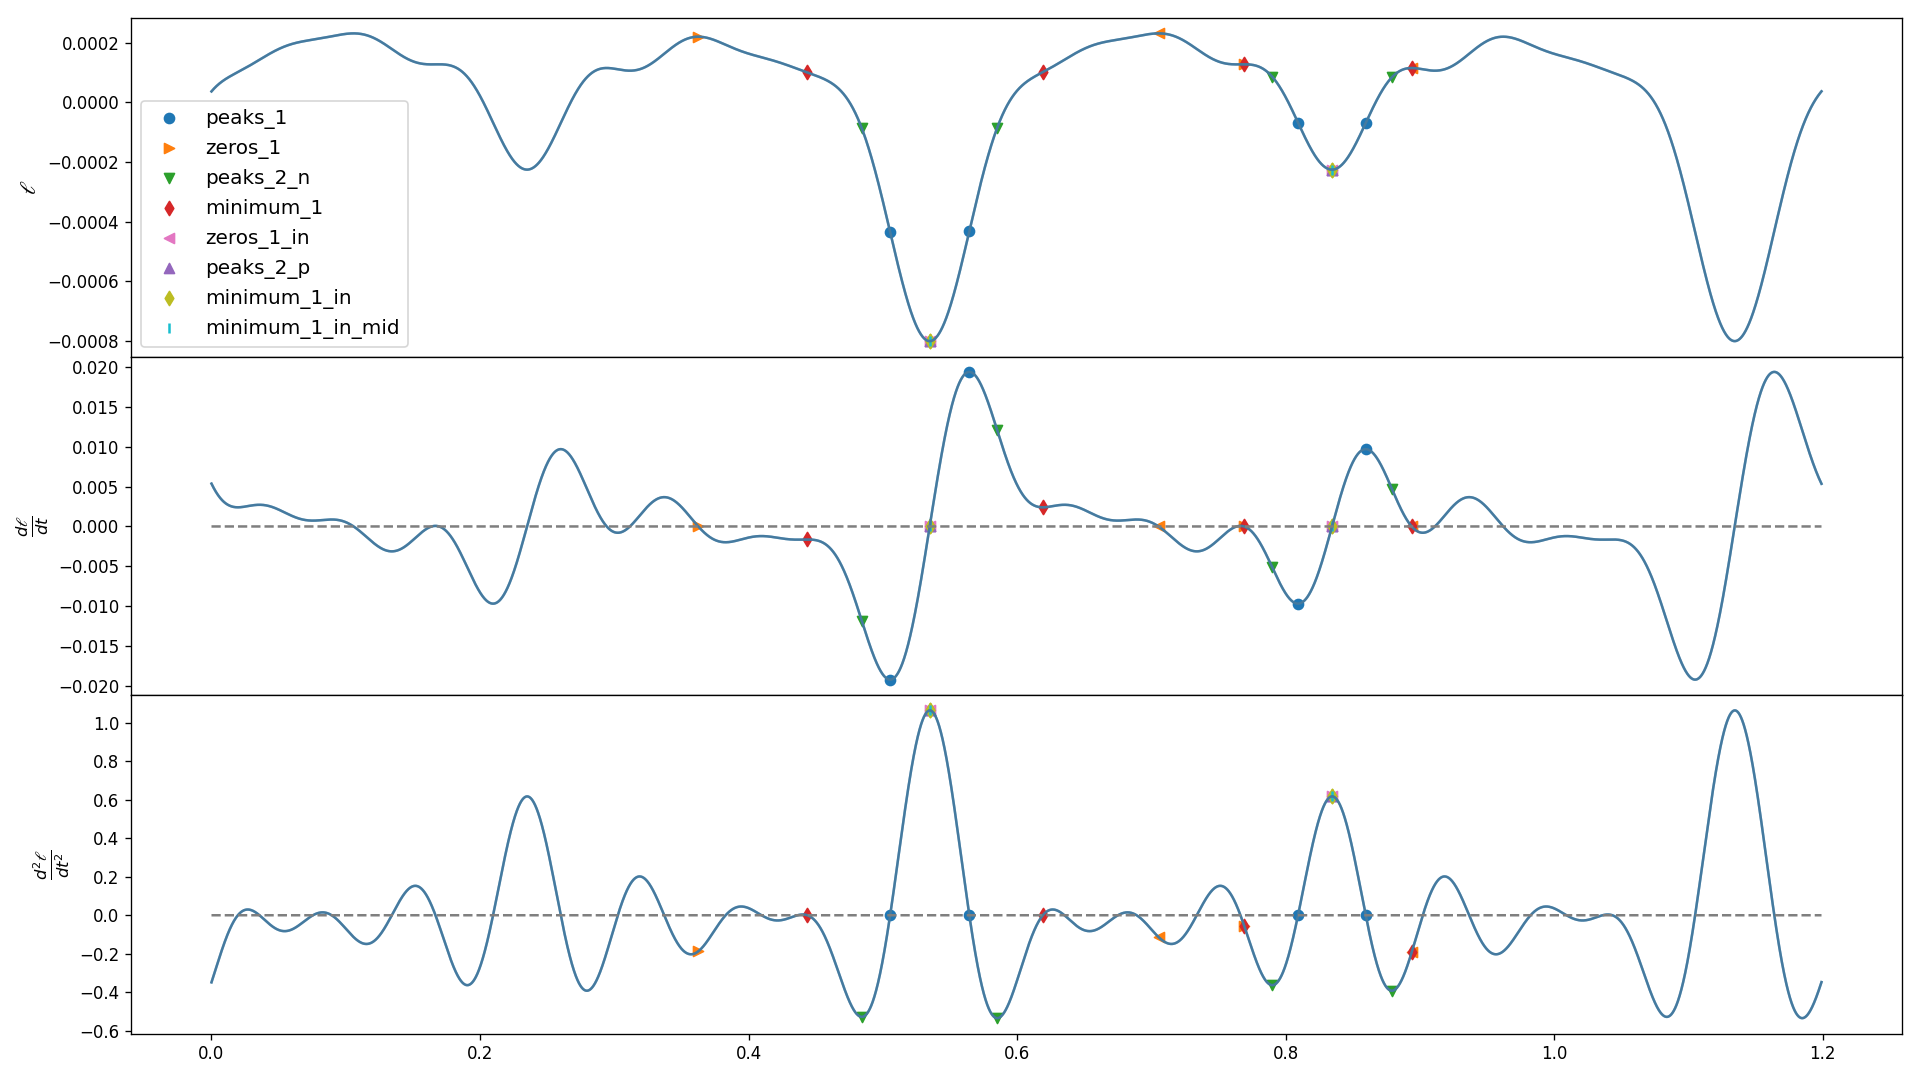 0.0002
0.0000
−0.0002
−0.0004
−0.0006
−0.0008
ℓ
peaks_1
zeros_1
peaks_2_n
minimum_1
zeros_1_in
peaks_2_p
minimum_1_in
minimum_1_in_mid
0.020
0.015
0.010
0.005
0.000
−0.005
−0.010
−0.015
−0.020
dℓ
dt
1.0
0.8
0.6
0.4
0.2
0.0
−0.2
−0.4
−0.6
d²ℓ
dt²
0.0 0.2 0.4 0.6 0.8 1.0 1.2